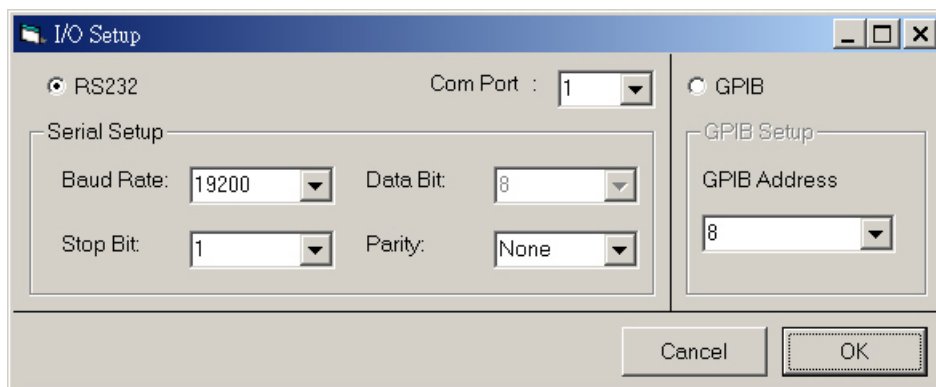 I/O Setup
RS232
Com Port :
1
GPIB
Serial Setup
GPIB Setup
Baud Rate:
19200
Data Bit:
8
GPIB Address
Stop Bit:
1
Parity:
None
8
Cancel
OK